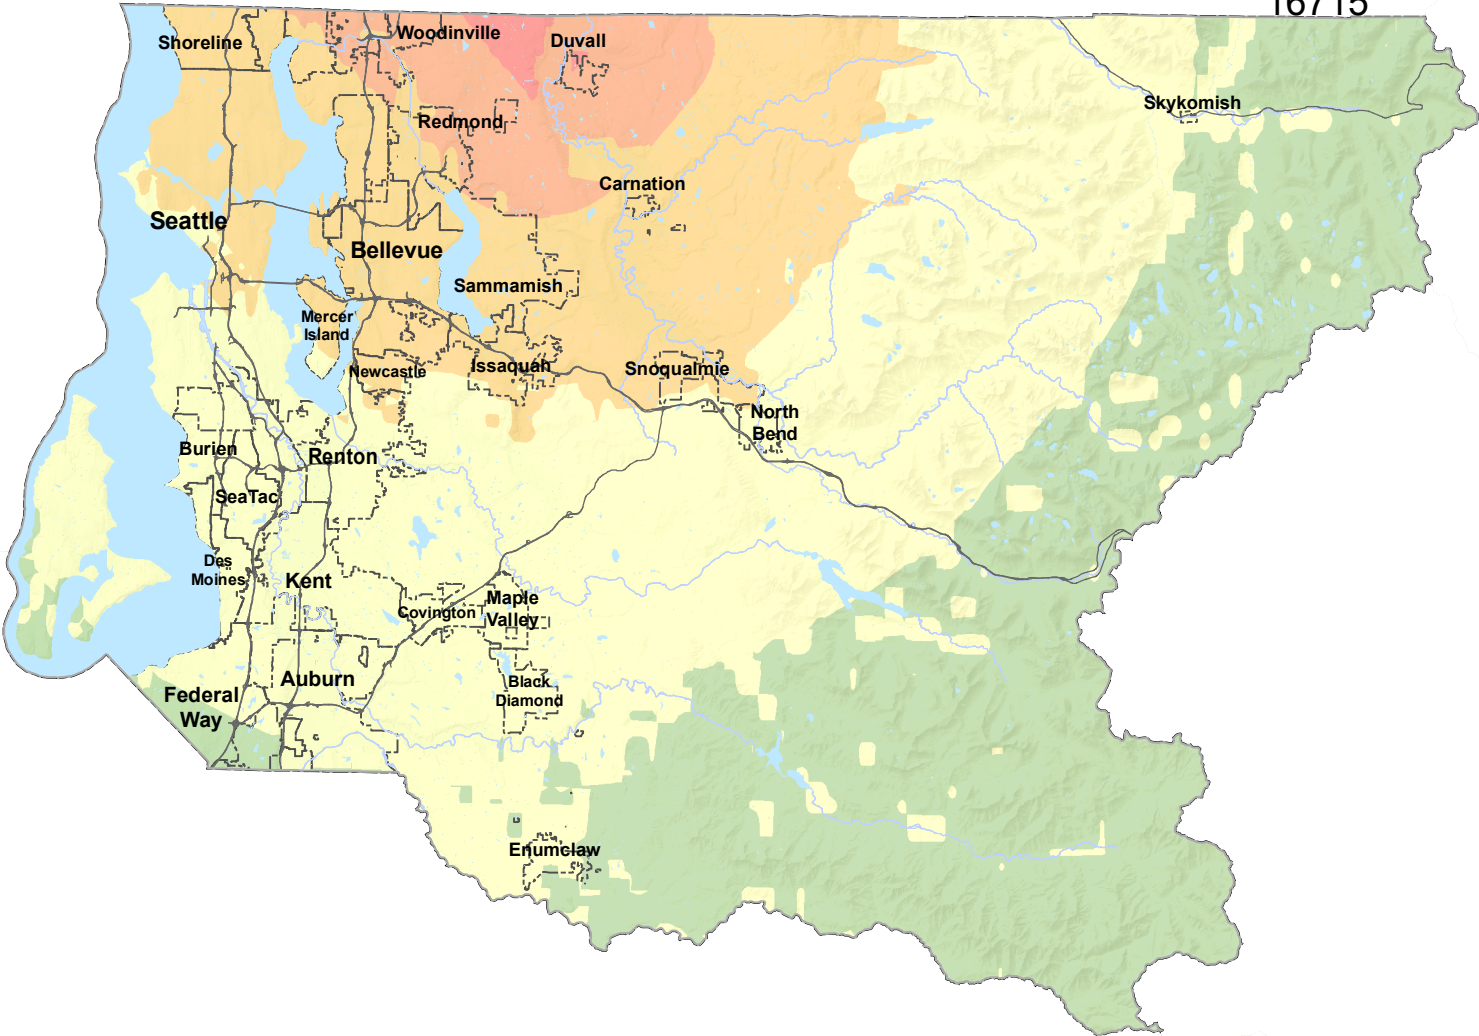 16715
Woodinville
Shoreline
Duvall
Skykomish
Redmond
Carnation
Seattle
Bellevue
Sammamish
Mercer
Island
Newcastle
Issaquah
Snoqualmie
North
Bend
Burien
Renton
SeaTac
Des
Moines
Kent
Covington
Maple
Valley
Auburn
Black
Diamond
Federal
Way
Enumclaw